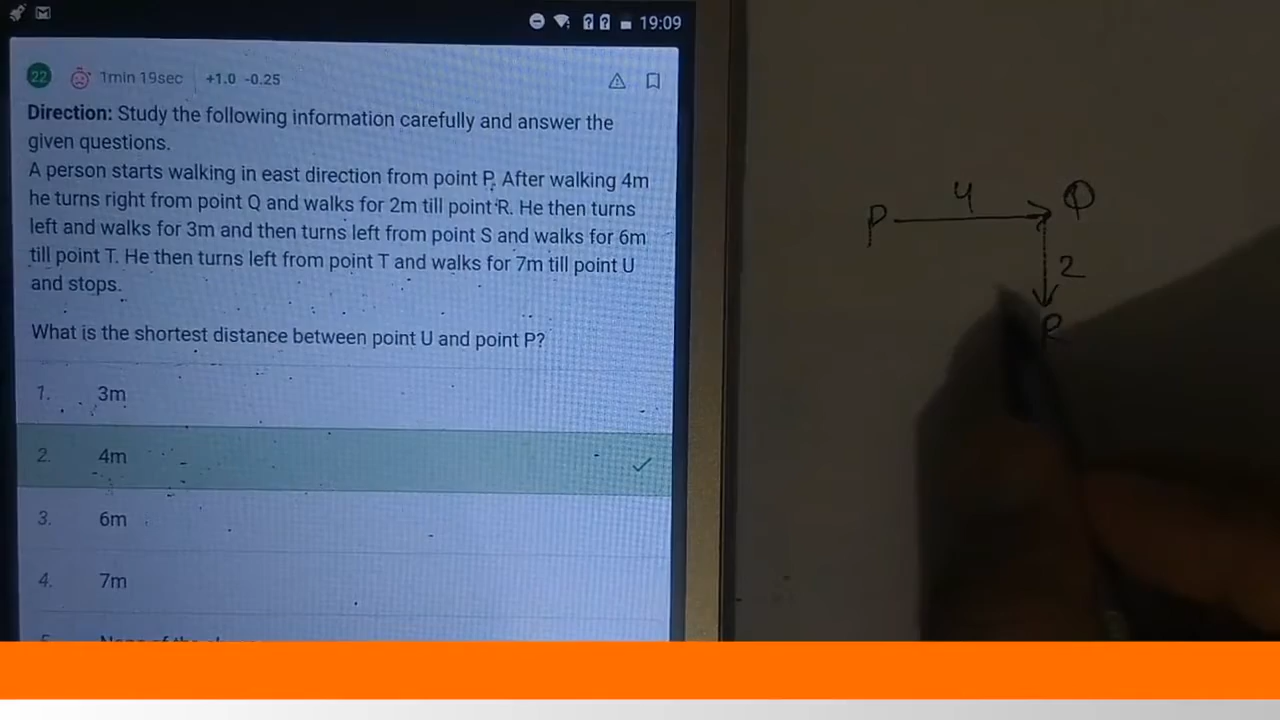 19:09
22 1min 19sec +1.0 -0.25
Direction: Study the following information carefully and answer the
given questions.
A person starts walking in east direction from point P. After walking 4m
he turns right from point Q and walks for 2m till point R. He then turns
left and walks for 3m and then turns left from point S and walks for 6m
till point T. He then turns left from point T and walks for 7m till point U
and stops.
What is the shortest distance between point U and point P?
1. 3m
2. 4m
3. 6m
4. 7m
P 4 Q
2
R